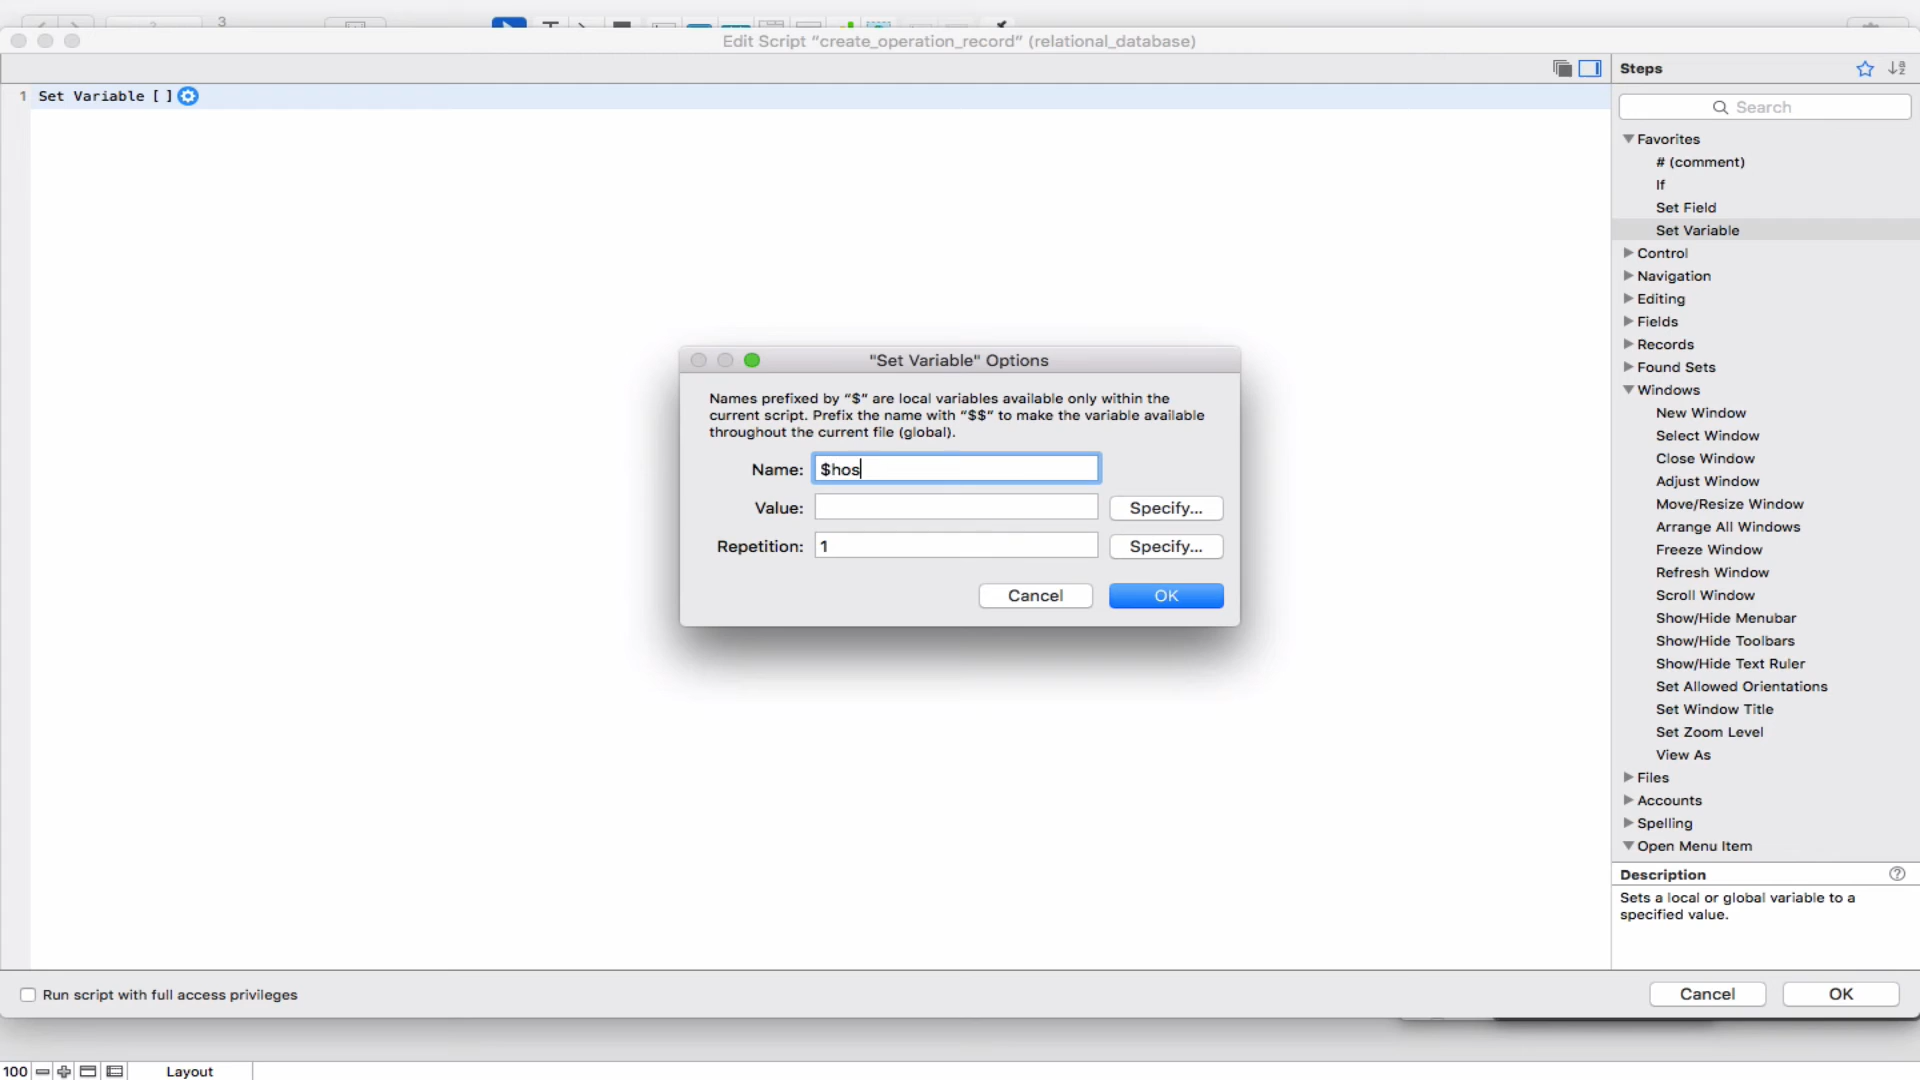 3
Edit Script “create_operation_record” (relational_database)
Steps
1 Set Variable [ ]
Search
Favorites
# (comment)
If
Set Field
Set Variable
Control
Navigation
Editing
Fields
Records
Found Sets
Windows
New Window
Select Window
Close Window
Adjust Window
Move/Resize Window
Arrange All Windows
Freeze Window
Refresh Window
Scroll Window
Show/Hide Menubar
Show/Hide Toolbars
Show/Hide Text Ruler
Set Allowed Orientations
Set Window Title
Set Zoom Level
View As
Files
Accounts
Spelling
Open Menu Item
"Set Variable" Options
Names prefixed by “$” are local variables available only within the
current script. Prefix the name with “$$” to make the variable available
throughout the current file (global).
Name: $hos
Value: Specify...
Repetition: 1 Specify...
Cancel OK
Description
Sets a local or global variable to a
specified value.
Run script with full access privileges
Cancel OK
100 Layout